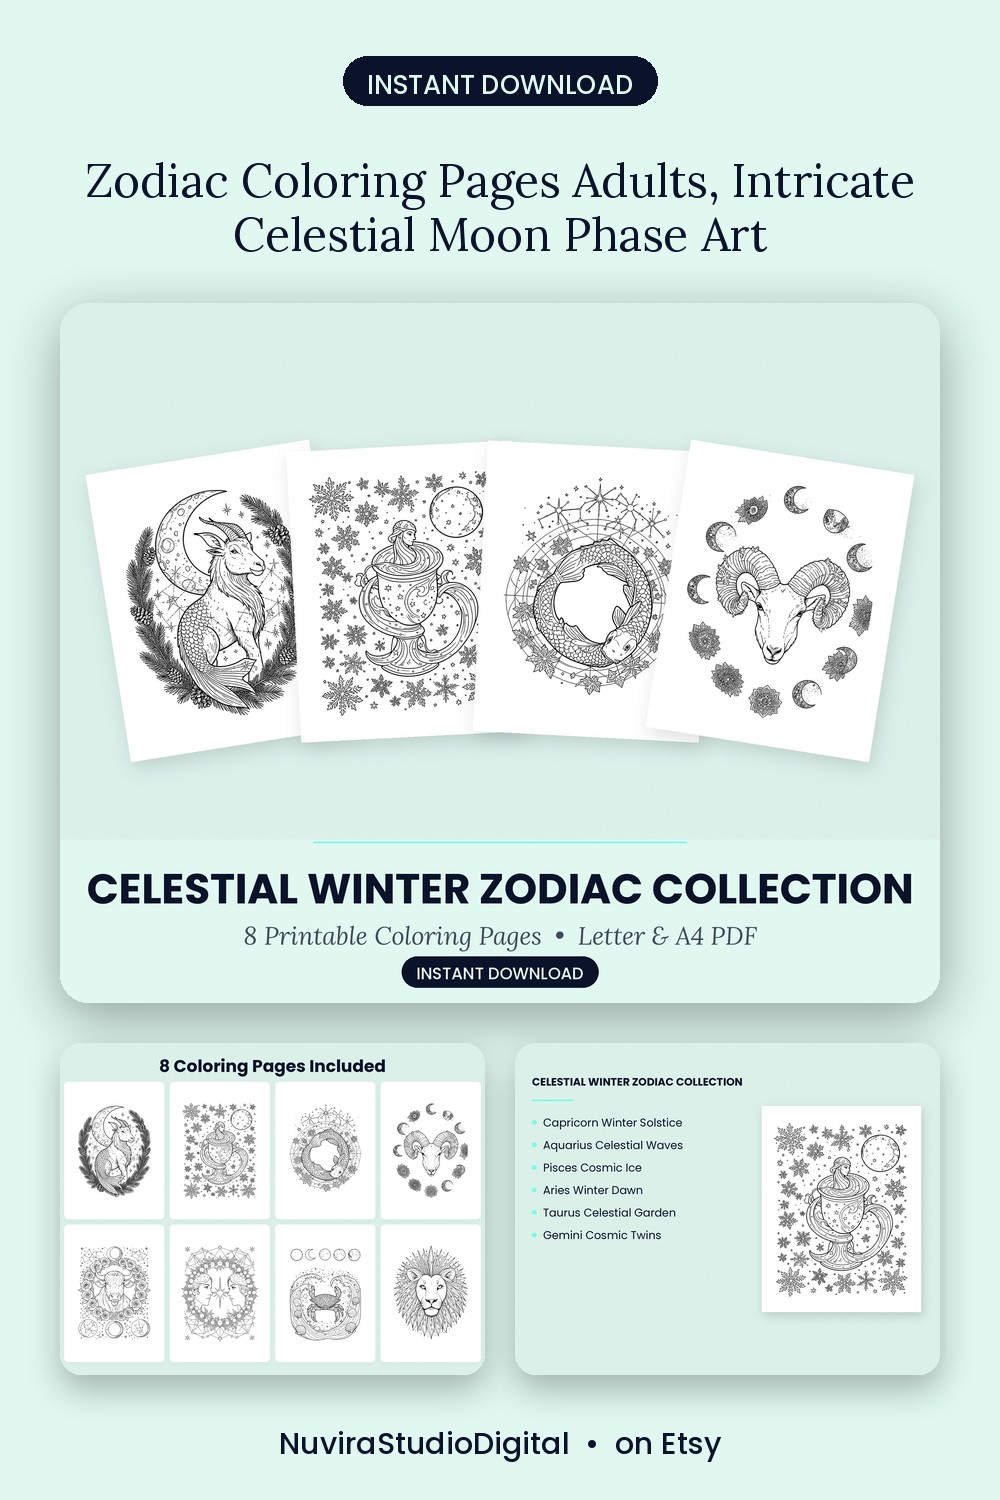 INSTANT DOWNLOAD
Zodiac Coloring Pages Adults, Intricate
Celestial Moon Phase Art
CELESTIAL WINTER ZODIAC COLLECTION
8 Printable Coloring Pages • Letter & A4 PDF
INSTANT DOWNLOAD
8 Coloring Pages Included
CELESTIAL WINTER ZODIAC COLLECTION
• Capricorn Winter Solstice
• Aquarius Celestial Waves
• Pisces Cosmic Ice
• Aries Winter Dawn
• Taurus Celestial Garden
• Gemini Cosmic Twins
NuviraStudioDigital • on Etsy